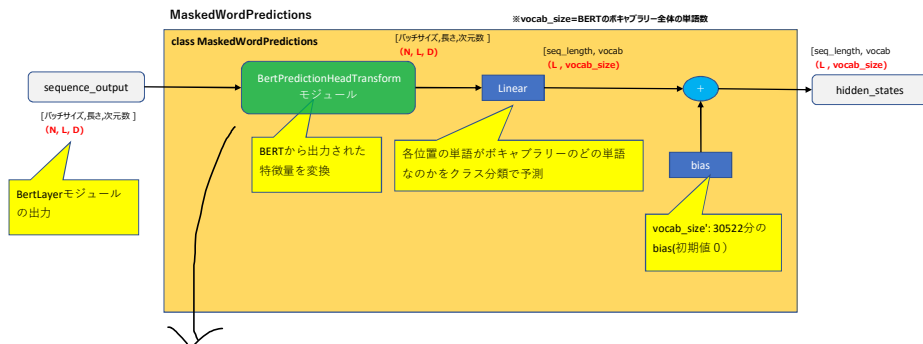 MaskedWordPredictions
※vocab_size=BERTのボキャブラリー全体の単語数
class MaskedWordPredictions
[バッチサイズ,長さ,次元数 ]
(N, L, D)
[seq_length, vocab
（L , vocab_size)
[seq_length, vocab
（L , vocab_size)
sequence_output
BertPredictionHeadTransform
モジュール
Linear
+
hidden_states
[バッチサイズ,長さ,次元数 ]
(N, L, D)
BERTから出力された
特徴量を変換
各位置の単語がボキャブラリーのどの単語
なのかをクラス分類で予測
bias
BertLayerモジュール
の出力
vocab_size': 30522分の
bias(初期値０）